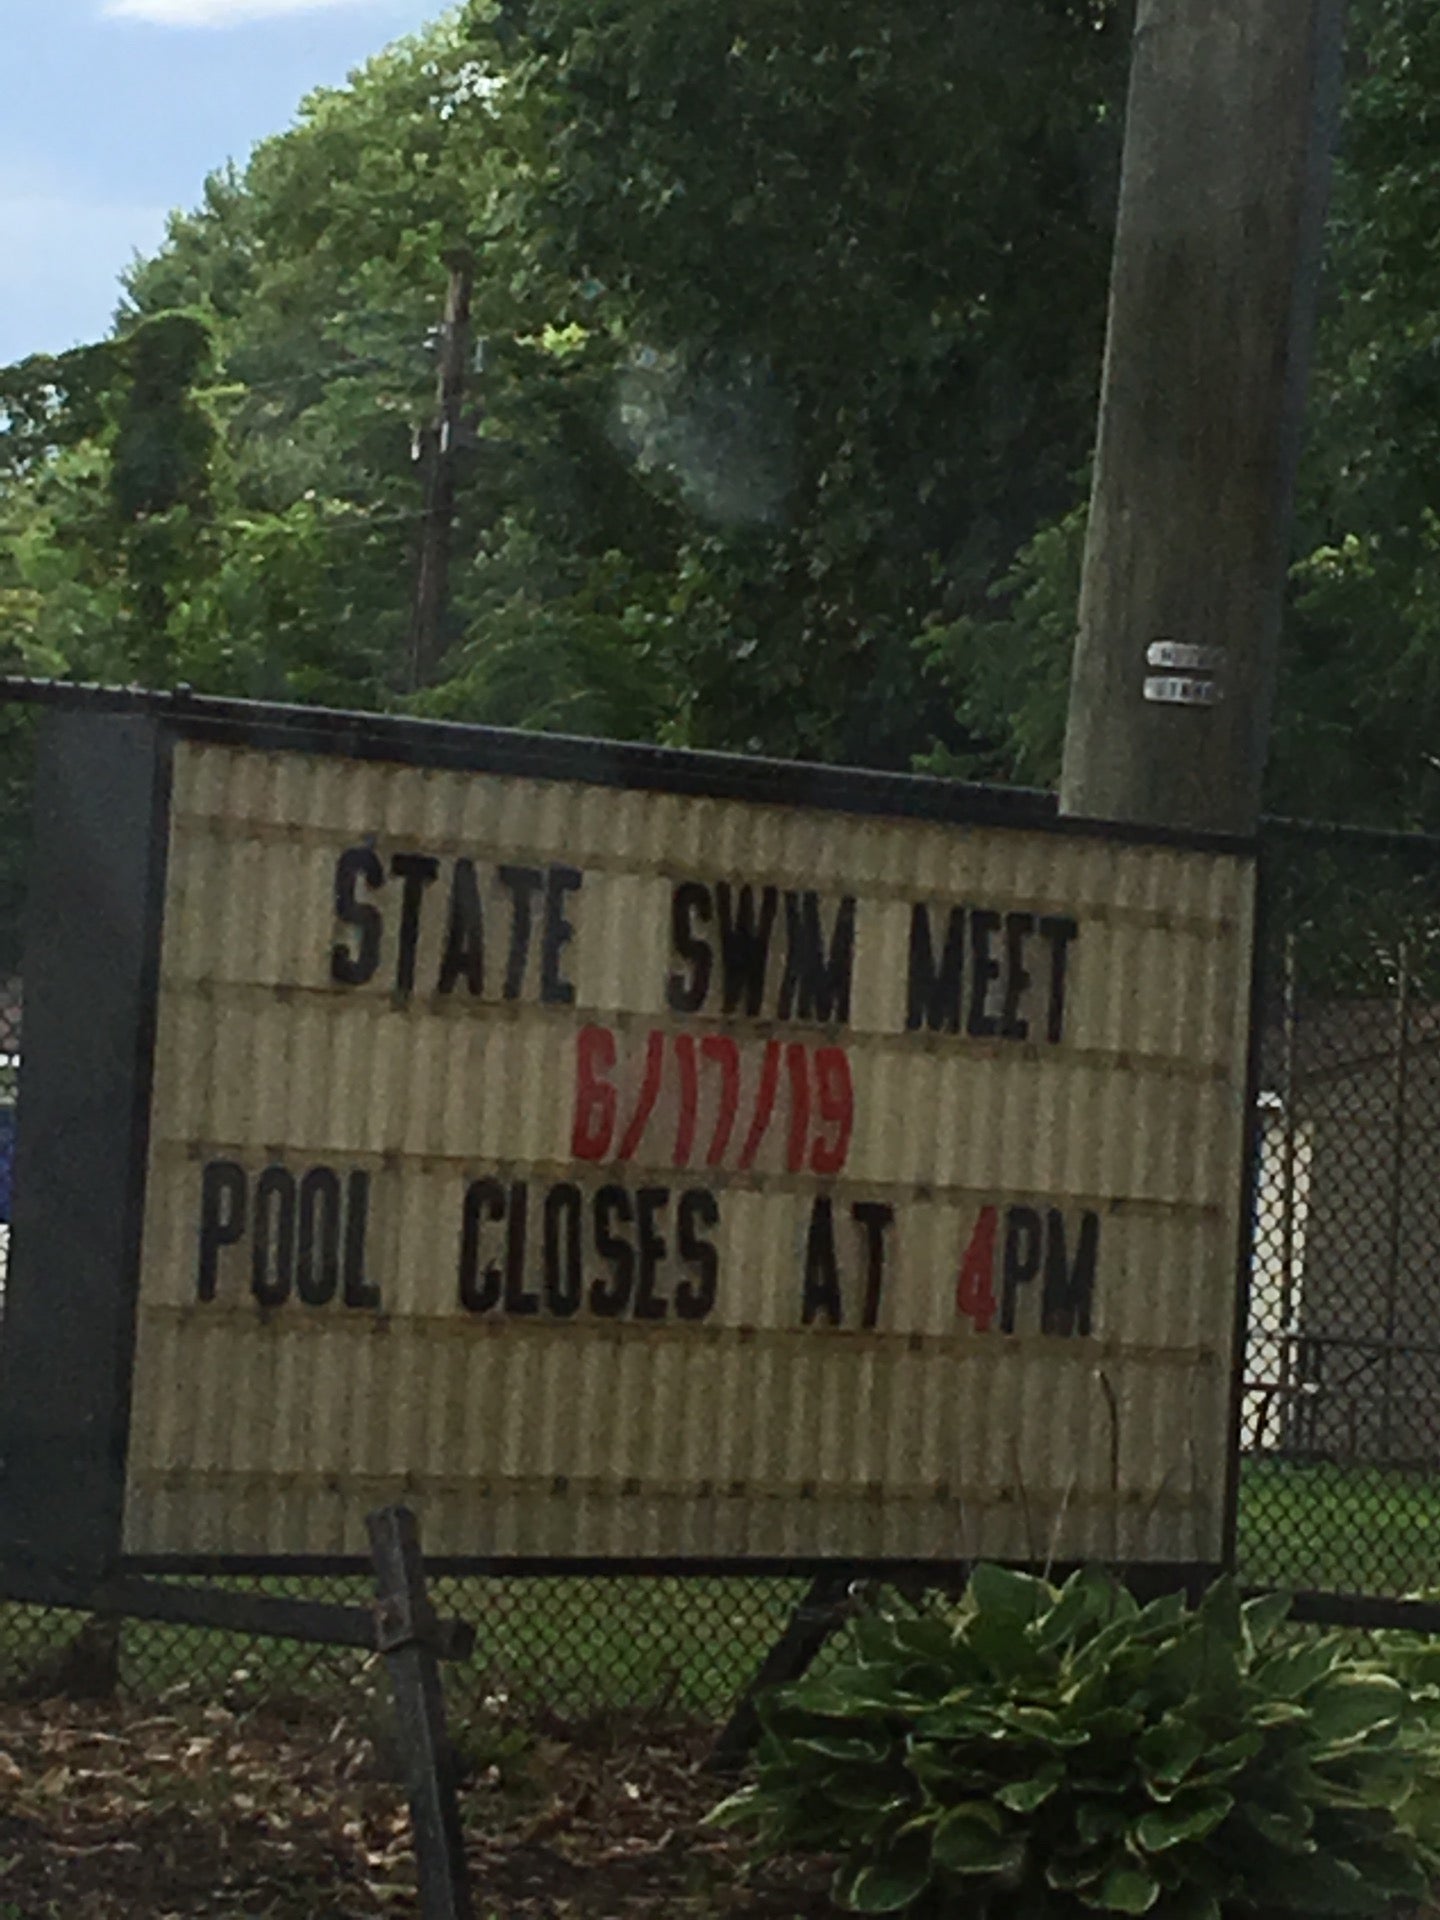 STATE SWIM MEET
6/17/19
POOL CLOSES AT 4PM